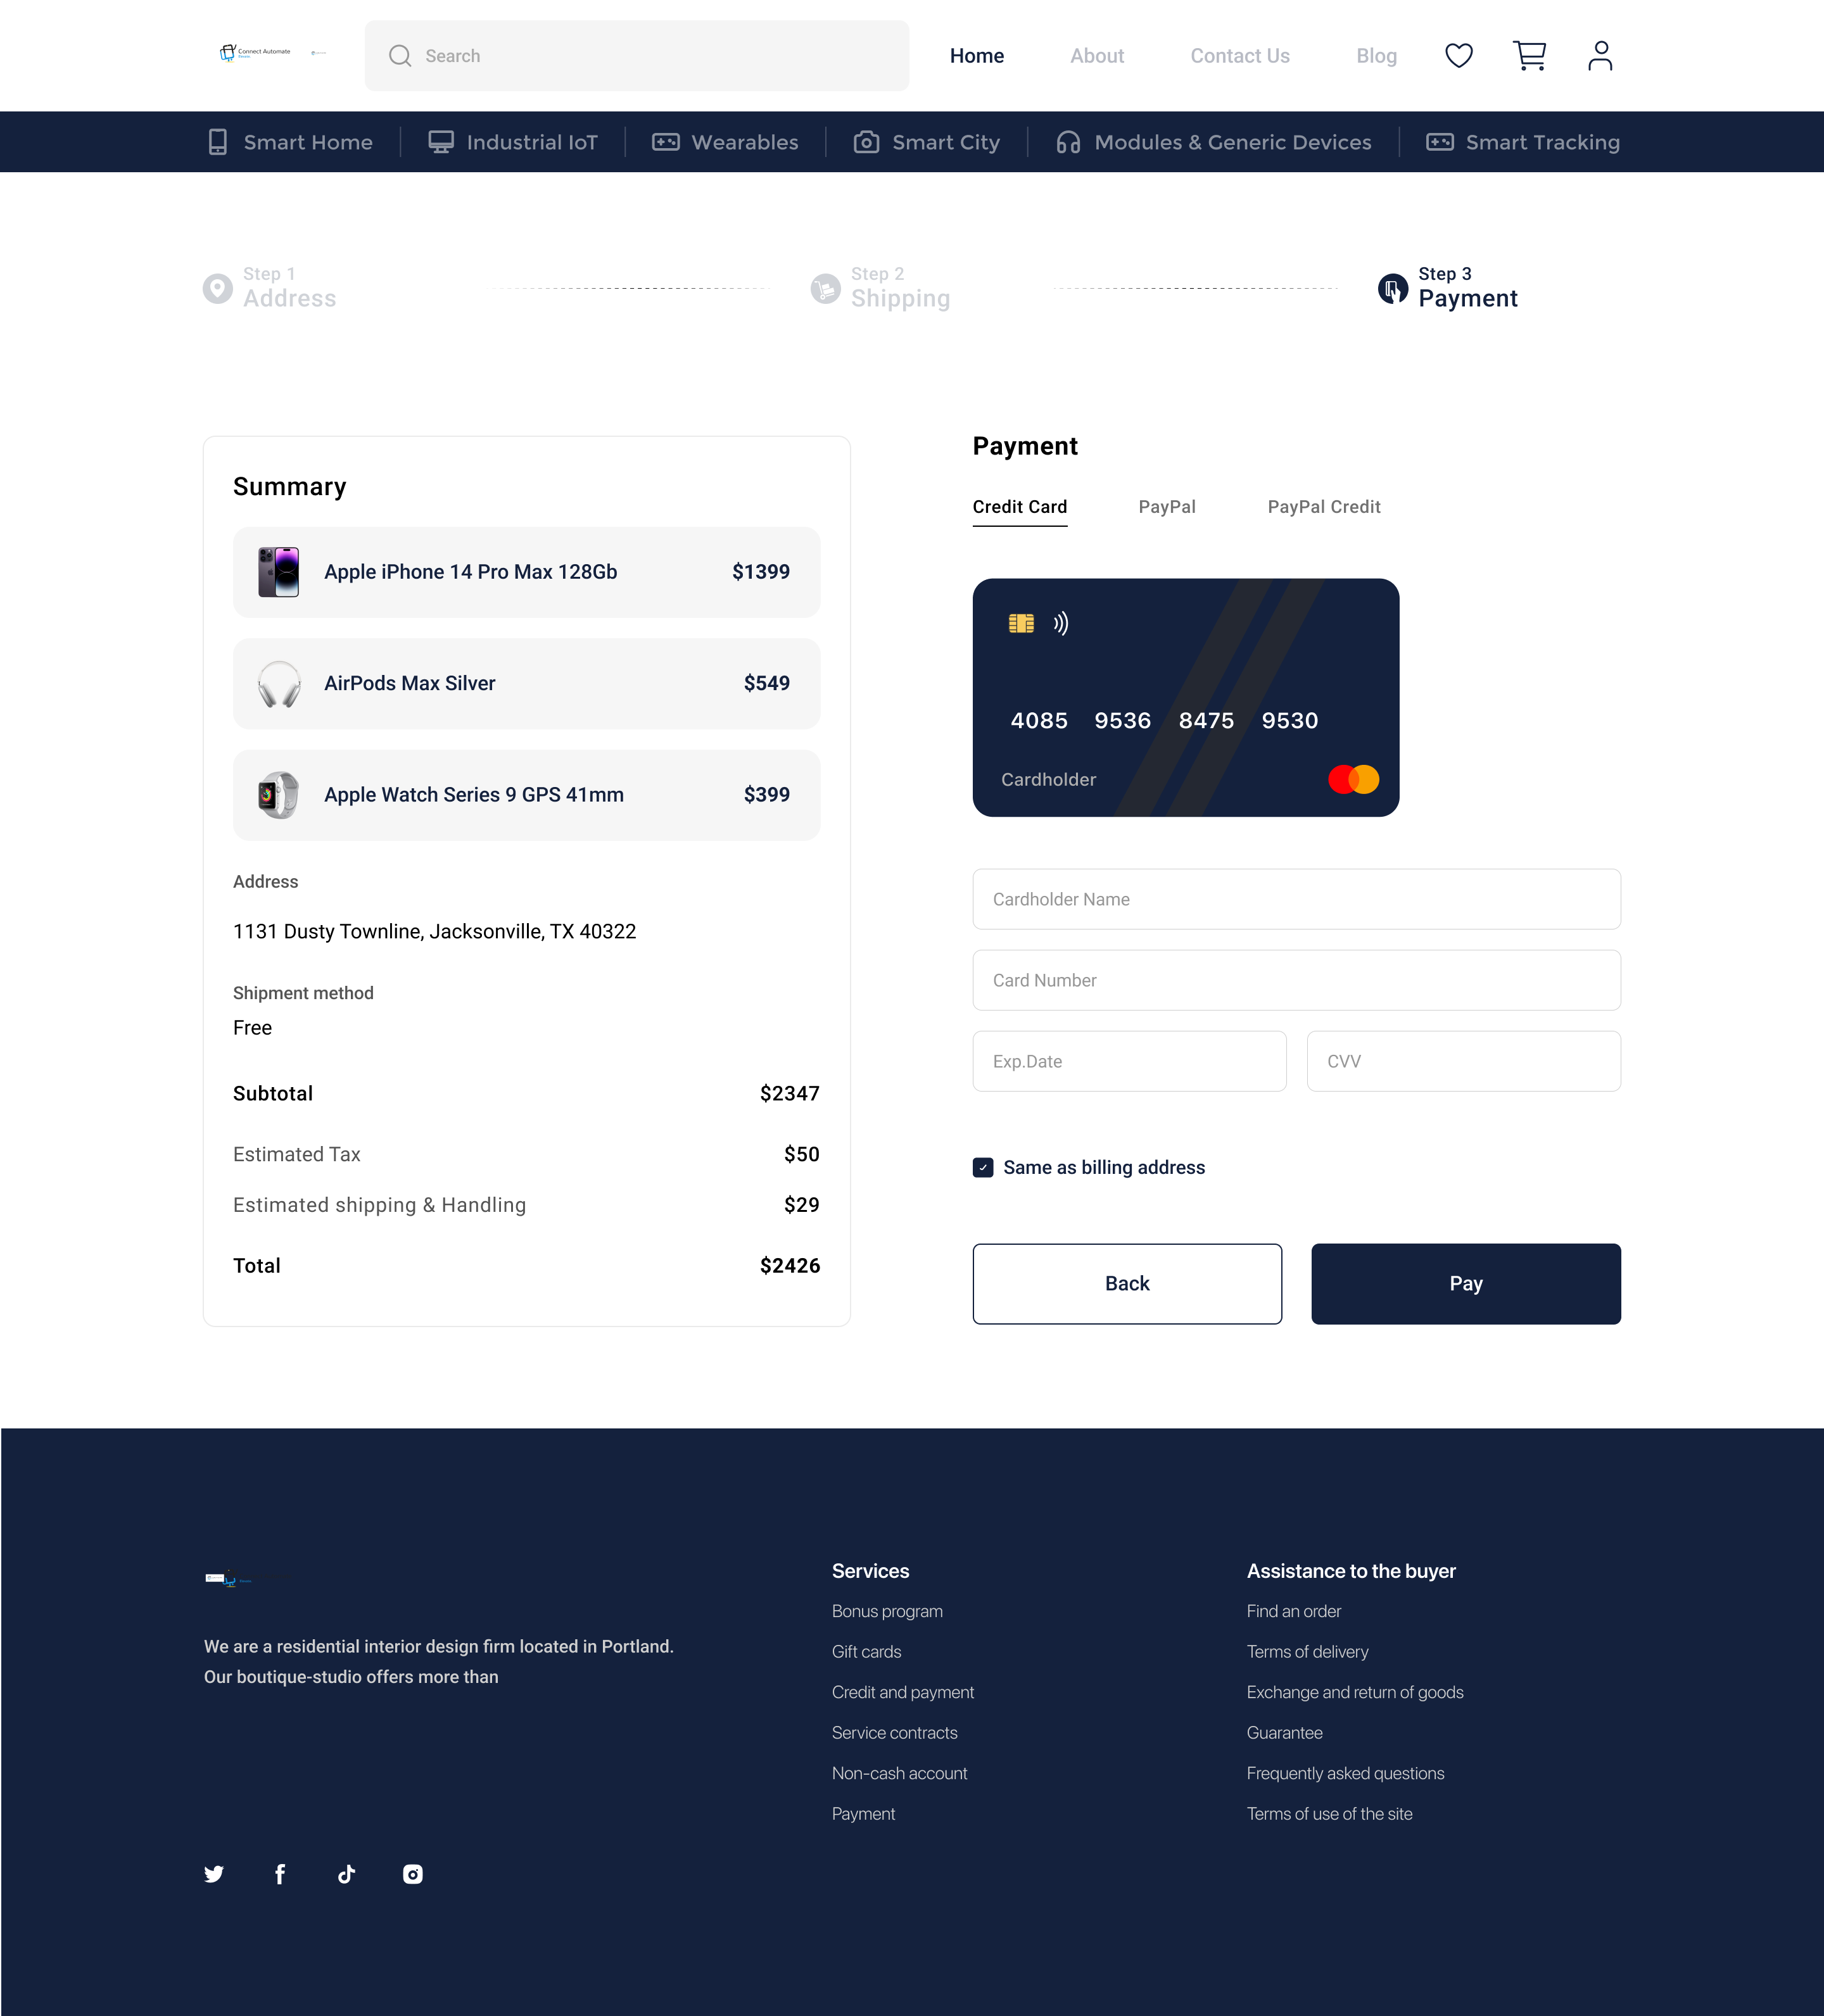 Connect Automate
Search
Home
About
Contact Us
Blog
Smart Home
Industrial IoT
Wearables
Smart City
Modules & Generic Devices
Smart Tracking
Step 1
Address
Step 2
Shipping
Step 3
Payment
Summary
Apple iPhone 14 Pro Max 128Gb $1399
AirPods Max Silver $549
Apple Watch Series 9 GPS 41mm $399
Address
1131 Dusty Townline, Jacksonville, TX 40322
Shipment method
Free
Subtotal $2347
Estimated Tax $50
Estimated shipping & Handling $29
Total $2426
Payment
Credit Card PayPal PayPal Credit
4085 9536 8475 9530
Cardholder
Cardholder Name
Card Number
Exp.Date
CVV
Same as billing address
Back
Pay
We are a residential interior design firm located in Portland.
Our boutique-studio offers more than
Services
Bonus program
Gift cards
Credit and payment
Service contracts
Non-cash account
Payment
Assistance to the buyer
Find an order
Terms of delivery
Exchange and return of goods
Guarantee
Frequently asked questions
Terms of use of the site